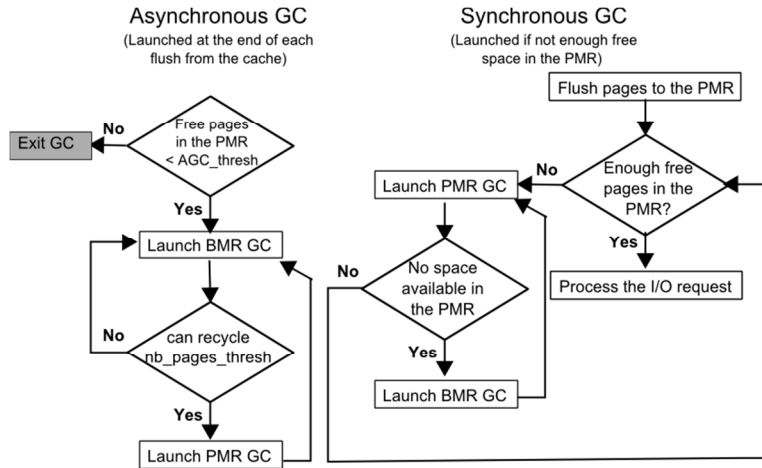 Asynchronous GC
(Launched at the end of each
flush from the cache)
No
Exit GC
Free pages
in the PMR
< AGC_thresh
Yes
Launch BMR GC
No
can recycle
nb_pages_thresh
Yes
Launch PMR GC
Synchronous GC
(Launched if not enough free
space in the PMR)
Flush pages to the PMR
No
Enough free
pages in the
PMR?
Launch PMR GC
Yes
Process the I/O request
No
No space
available in
the PMR
Yes
Launch BMR GC